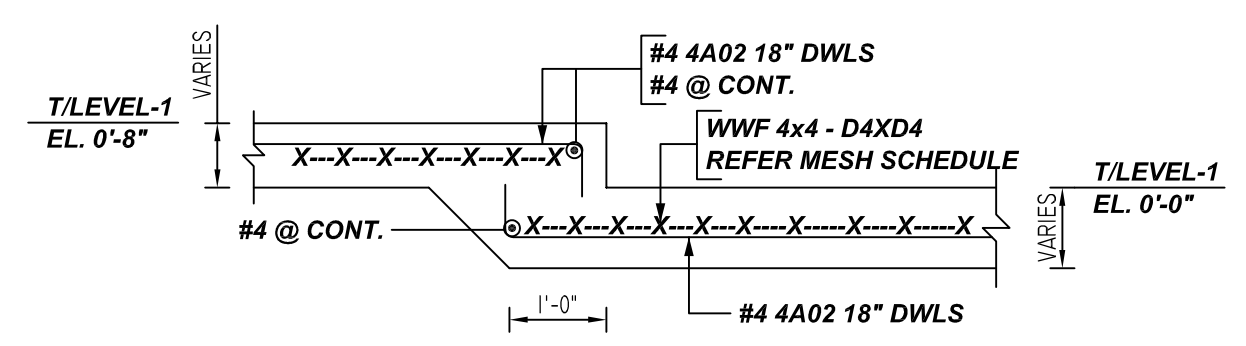 VARIES
#4 4A02 18" DWLS
#4 @ CONT.
T/LEVEL-1
EL. 0'-8"
WWF 4x4 - D4XD4
REFER MESH SCHEDULE
X---X---X---X---X---X---X
T/LEVEL-1
EL. 0'-0"
VARIES
#4 @ CONT.
X---X---X---X---X---X----X-----X----X-----X
1'-0"
#4 4A02 18" DWLS